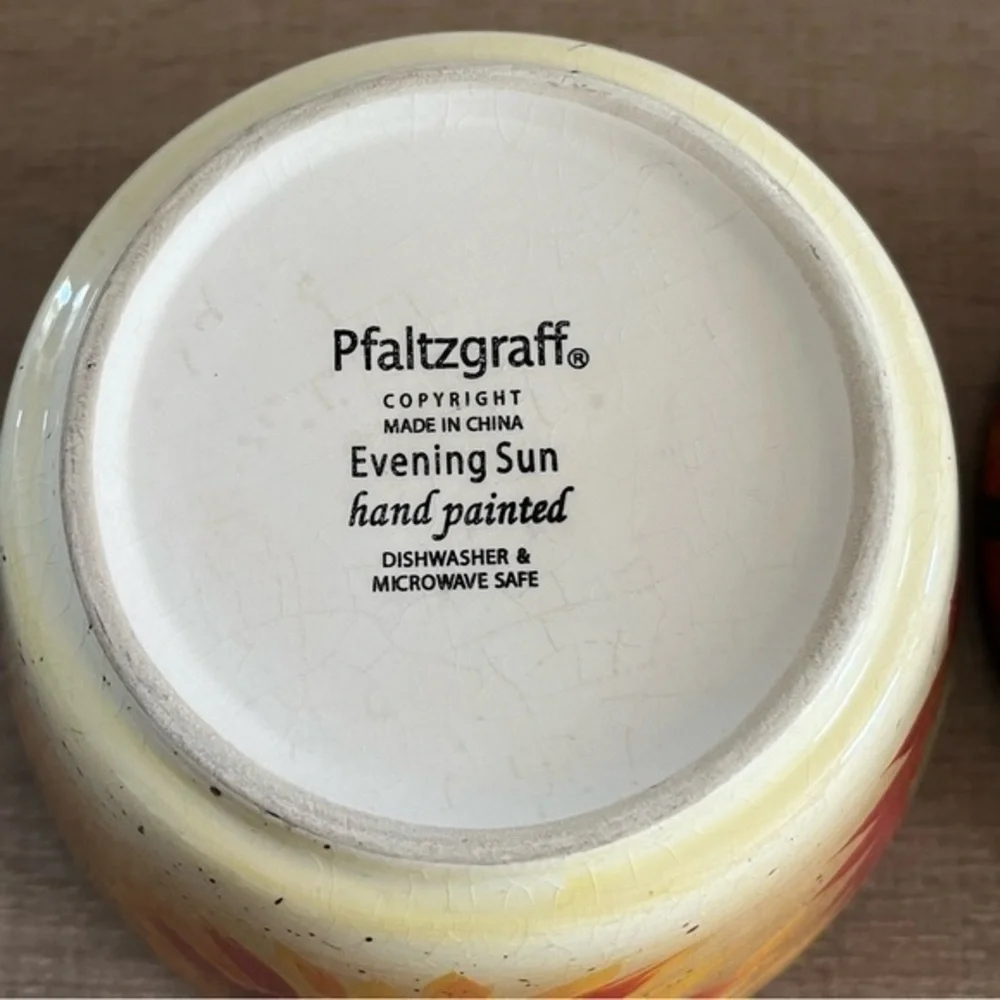 Pfaltzgraff®
COPYRIGHT
MADE IN CHINA
Evening Sun
hand painted
DISHWASHER &
MICROWAVE SAFE